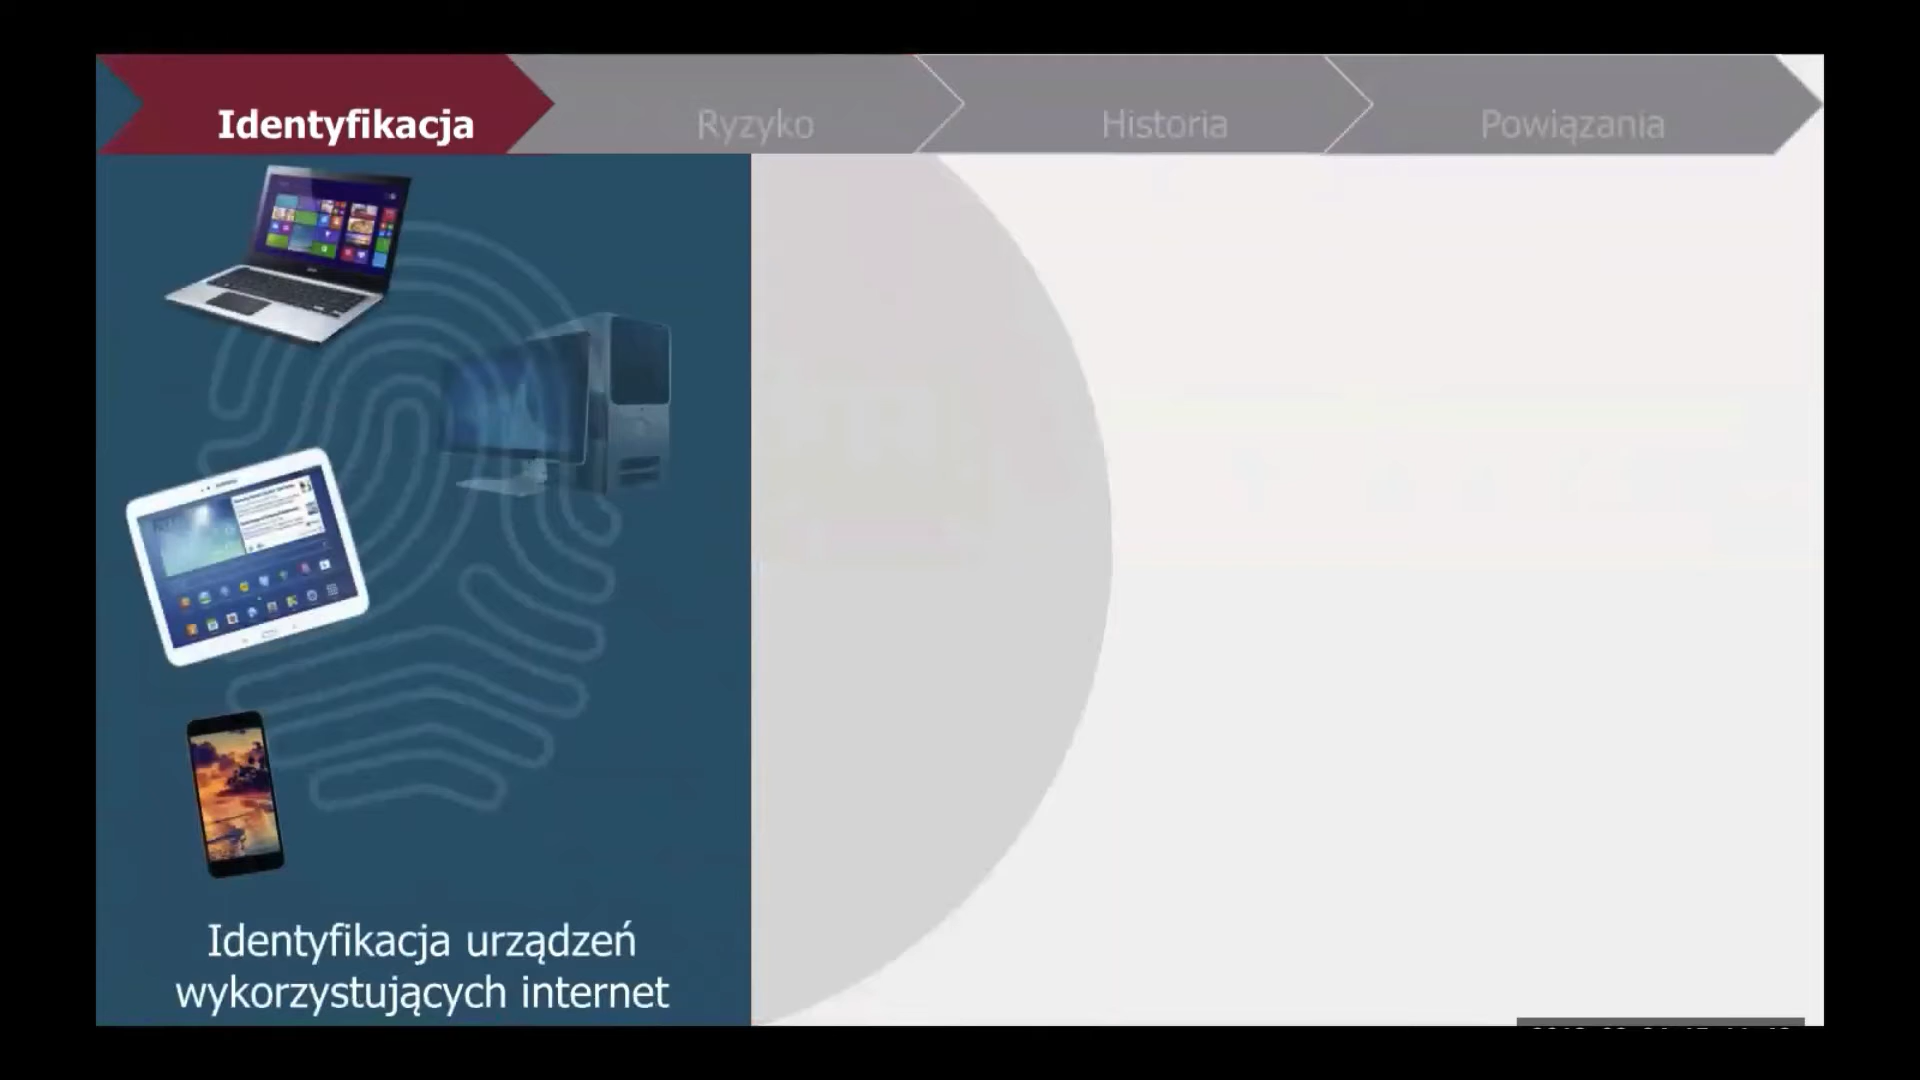 Identyfikacja
Ryzyko
Historia
Powiązania
Identyfikacja urządzeń
wykorzystujących internet